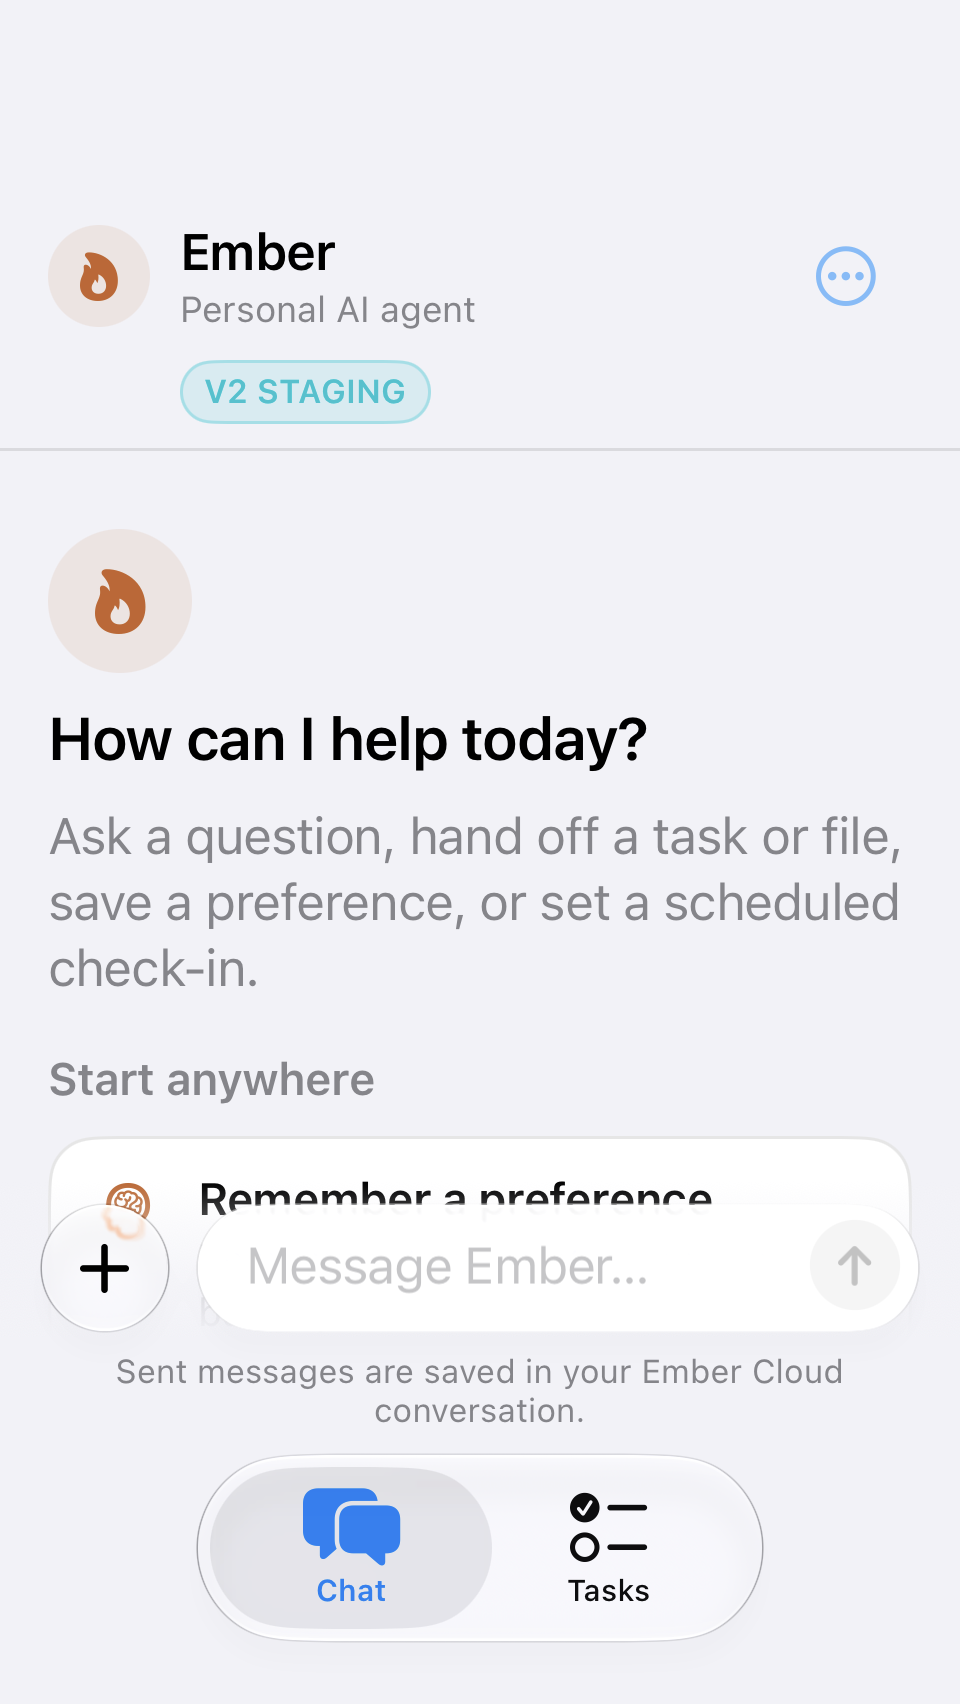 Ember
Personal AI agent
V2 STAGING
How can I help today?
Ask a question, hand off a task or file,
save a preference, or set a scheduled
check-in.
Start anywhere
Remember a preference
Message Ember...
Sent messages are saved in your Ember Cloud
conversation.
Chat
Tasks